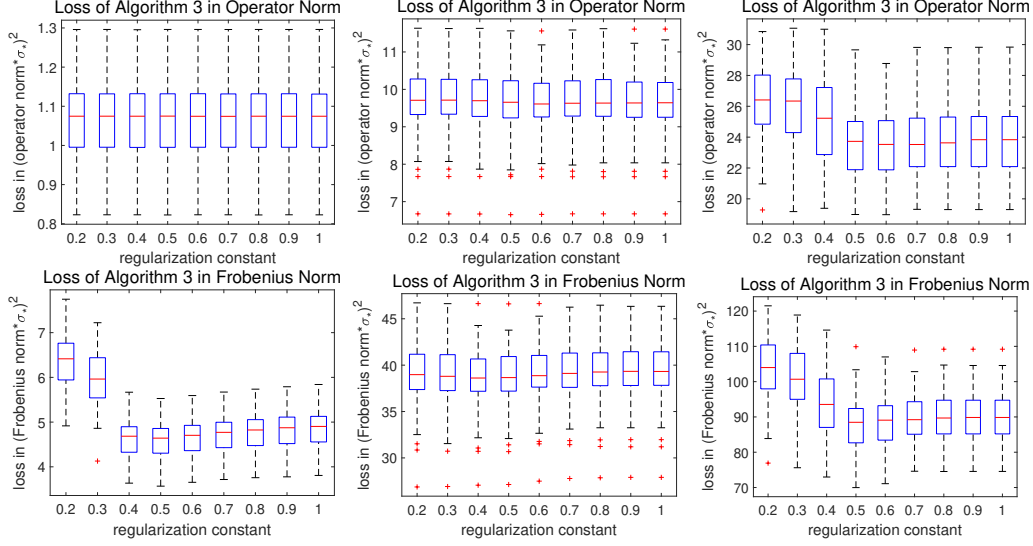 Loss of Algorithm 3 in Operator Norm
loss in (operator norm*σ*)²
1.3
1.2
1.1
1
0.9
0.8
0.2 0.3 0.4 0.5 0.6 0.7 0.8 0.9 1
regularization constant
Loss of Algorithm 3 in Operator Norm
loss in (operator norm*σ*)²
11
10
9
8
7
0.2 0.3 0.4 0.5 0.6 0.7 0.8 0.9 1
regularization constant
Loss of Algorithm 3 in Operator Norm
loss in (operator norm*σ*)²
30
28
26
24
22
20
0.2 0.3 0.4 0.5 0.6 0.7 0.8 0.9 1
regularization constant
Loss of Algorithm 3 in Frobenius Norm
loss in (Frobenius norm*σ*)²
7
6
5
4
0.2 0.3 0.4 0.5 0.6 0.7 0.8 0.9 1
regularization constant
Loss of Algorithm 3 in Frobenius Norm
loss in (Frobenius norm*σ*)²
45
40
35
30
0.2 0.3 0.4 0.5 0.6 0.7 0.8 0.9 1
regularization constant
Loss of Algorithm 3 in Frobenius Norm
loss in (Frobenius norm*σ*)²
120
110
100
90
80
70
0.2 0.3 0.4 0.5 0.6 0.7 0.8 0.9 1
regularization constant